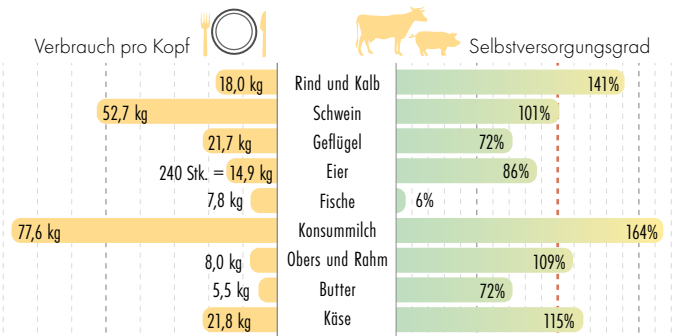 Verbrauch pro Kopf Selbstversorgungsgrad
18,0 kg Rind und Kalb 141%
52,7 kg Schwein 101%
21,7 kg Geflügel 72%
240 Stk. = 14,9 kg Eier 86%
7,8 kg Fische 6%
77,6 kg Konsummilch 164%
8,0 kg Obers und Rahm 109%
5,5 kg Butter 72%
21,8 kg Käse 115%